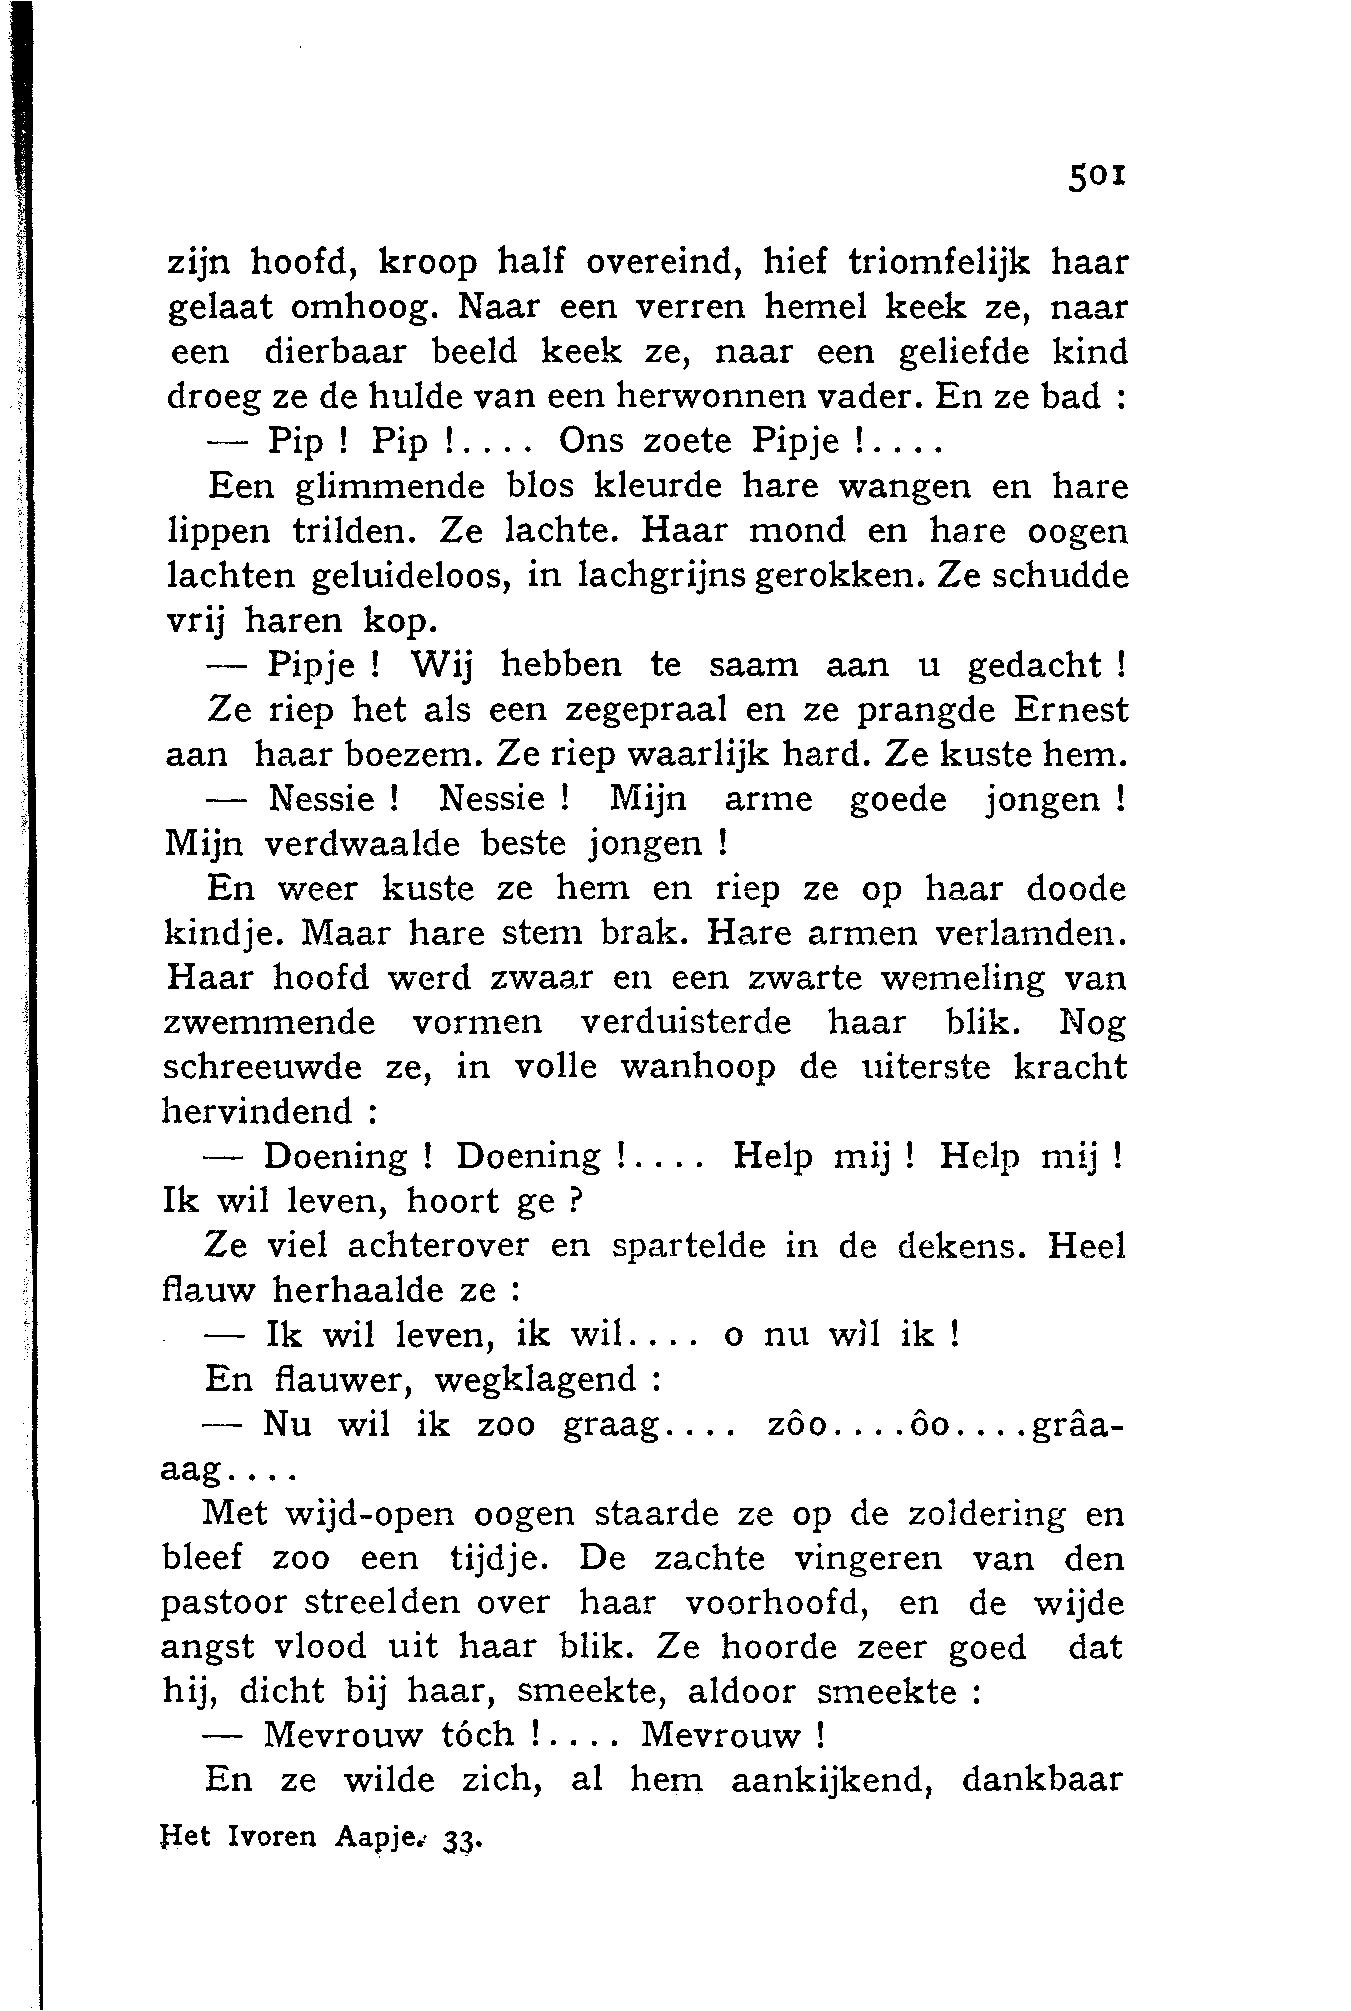 501
zijn hoofd, kroop half overeind, hief triomfelijk haar
gelaat omhoog. Naar een verren hemel keek ze, naar
een dierbaar beeld keek ze, naar een geliefde kind
droeg ze de hulde van een herwonnen vader. En ze bad :
— Pip ! Pip !.... Ons zoete Pipje !....
Een glimmende blos kleurde hare wangen en hare
lippen trilden. Ze lachte. Haar mond en hare oogen
lachten geluideloos, in lachgrijns gerokken. Ze schudde
vrij haren kop.
— Pipje ! Wij hebben te saam aan u gedacht !
Ze riep het als een zegepraal en ze prangde Ernest
aan haar boezem. Ze riep waarlijk hard. Ze kuste hem.
— Nessie ! Nessie ! Mijn arme goede jongen !
Mijn verdwaalde beste jongen !
En weer kuste ze hem en riep ze op haar doode
kindje. Maar hare stem brak. Hare armen verlamden.
Haar hoofd werd zwaar en een zwarte wemeling van
zwemmende vormen verduisterde haar blik. Nog
schreeuwde ze, in volle wanhoop de uiterste kracht
hervindend :
— Doening ! Doening !.... Help mij ! Help mij !
Ik wil leven, hoort ge ?
Ze viel achterover en spartelde in de dekens. Heel
flauw herhaalde ze :
— Ik wil leven, ik wil.... o nu wìl ik !
En flauwer, wegklagend :
— Nu wil ik zoo graag.... zôo....ôo....grâa-
aag....
Met wijd-open oogen staarde ze op de zoldering en
bleef zoo een tijdje. De zachte vingeren van den
pastoor streelden over haar voorhoofd, en de wijde
angst vlood uit haar blik. Ze hoorde zeer goed dat
hij, dicht bij haar, smeekte, aldoor smeekte :
— Mevrouw tóch !.... Mevrouw !
En ze wilde zich, al hem aankijkend, dankbaar
Het Ivoren Aapje. 33.